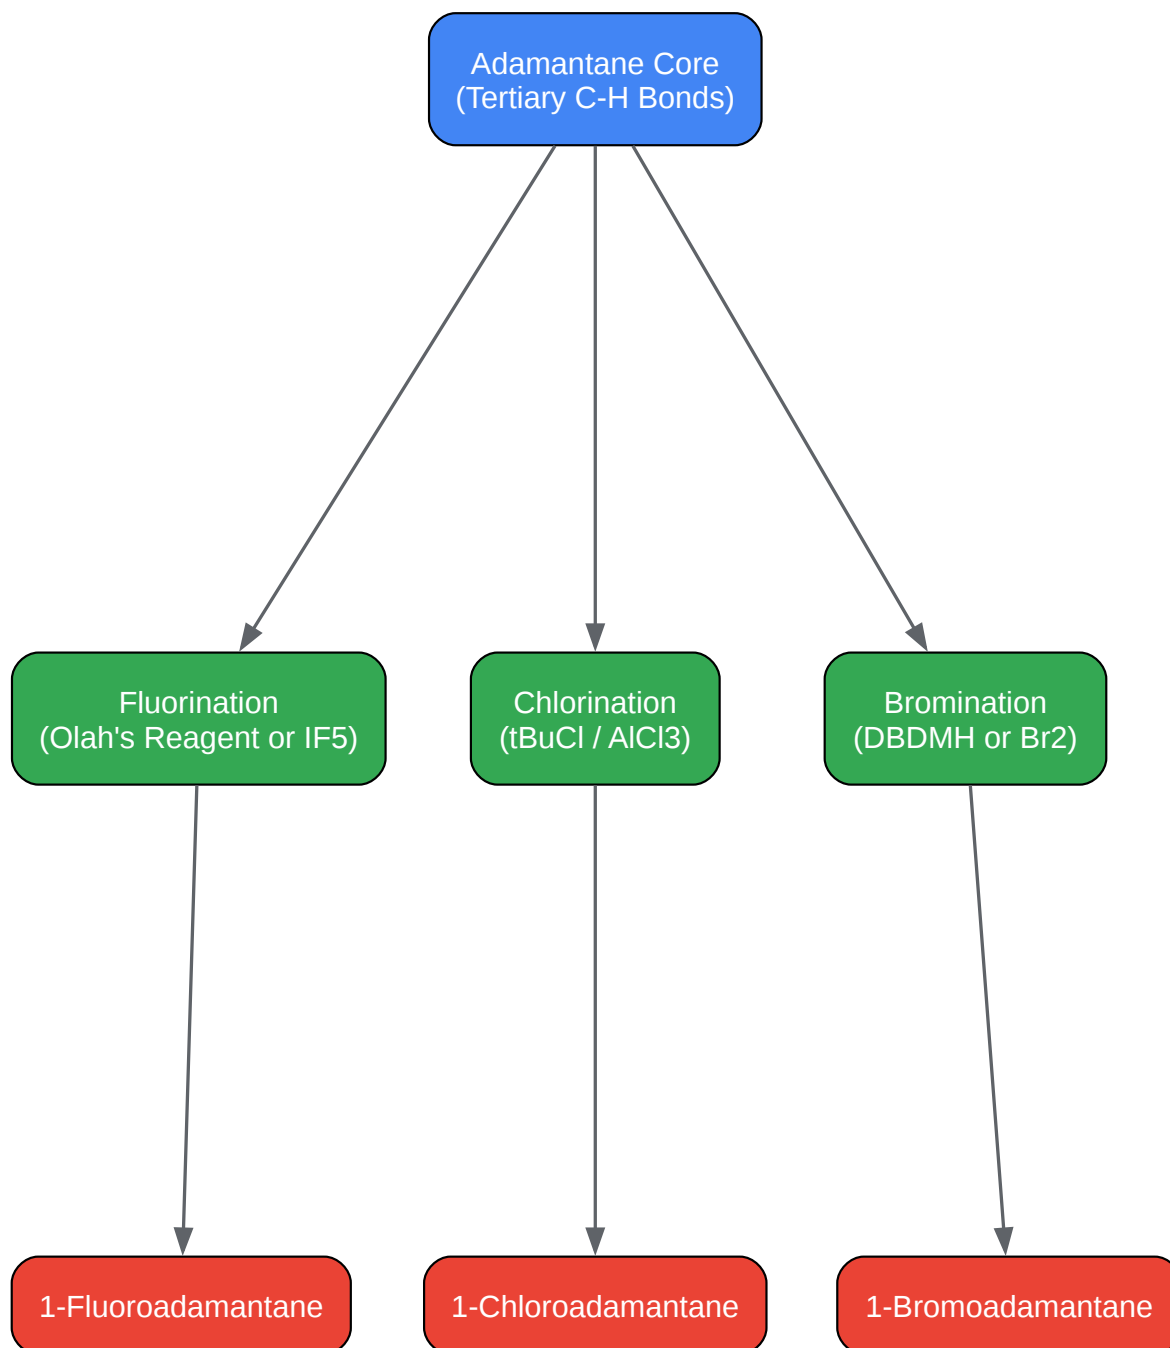 Adamantane Core
(Tertiary C-H Bonds)
Fluorination
(Olah's Reagent or IF5)
Chlorination
(tBuCl / AlCl3)
Bromination
(DBDMH or Br2)
1-Fluoroadamantane
1-Chloroadamantane
1-Bromoadamantane